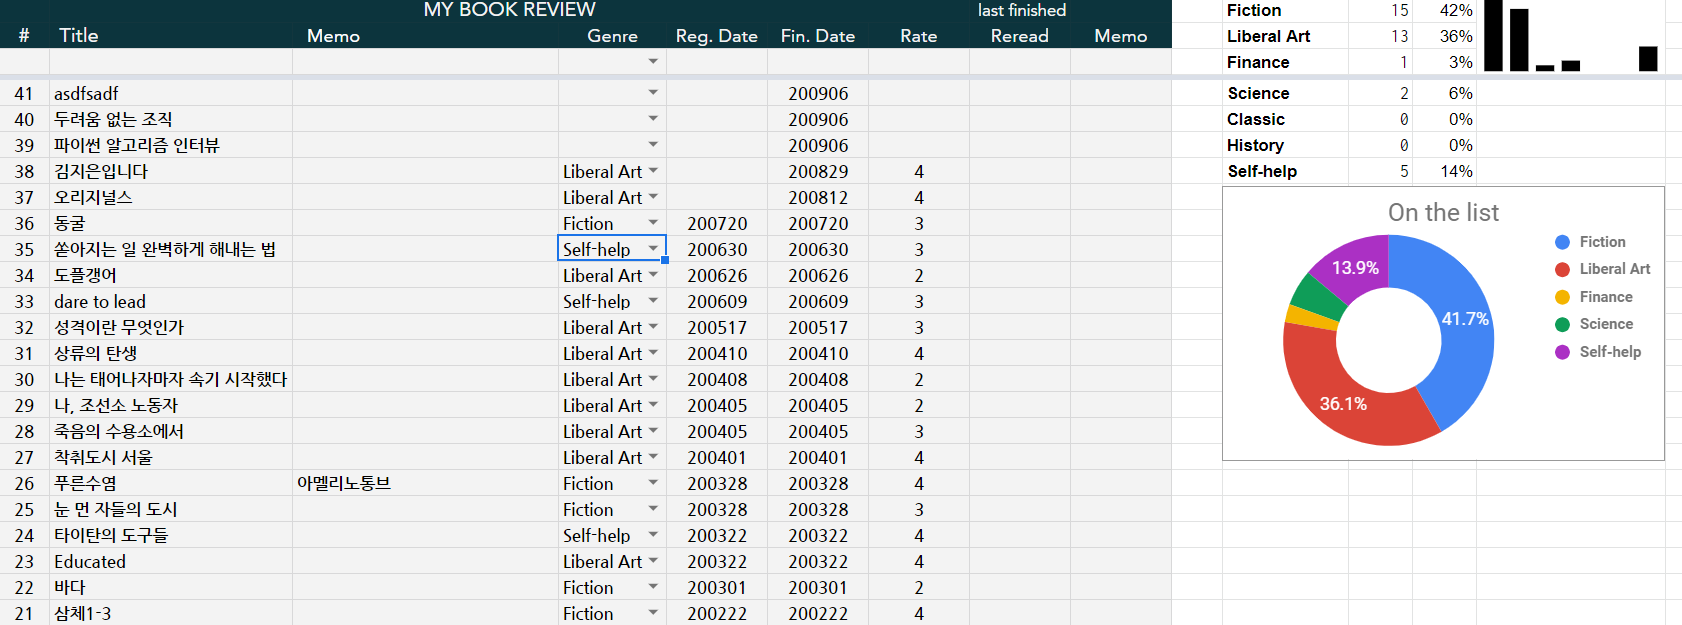 MY BOOK REVIEW last finished
# Title Memo Genre Reg. Date Fin. Date Rate Reread Memo
41 asdfsadf 200906
40 두려움 없는 조직 200906
39 파이썬 알고리즘 인터뷰 200906
38 김지은입니다 Liberal Art 200829 4
37 오리지널스 Liberal Art 200812 4
36 동굴 Fiction 200720 200720 3
35 쏟아지는 일 완벽하게 해내는 법 Self-help 200630 200630 3
34 도플갱어 Liberal Art 200626 200626 2
33 dare to lead Self-help 200609 200609 3
32 성격이란 무엇인가 Liberal Art 200517 200517 3
31 상류의 탄생 Liberal Art 200410 200410 4
30 나는 태어나자마자 속기 시작했다 Liberal Art 200408 200408 2
29 나, 조선소 노동자 Liberal Art 200405 200405 2
28 죽음의 수용소에서 Liberal Art 200405 200405 3
27 착취도시 서울 Liberal Art 200401 200401 4
26 푸른수염 아멜리노통브 Fiction 200328 200328 4
25 눈 먼 자들의 도시 Fiction 200328 200328 3
24 타이탄의 도구들 Self-help 200322 200322 4
23 Educated Liberal Art 200322 200322 4
22 바다 Fiction 200301 200301 2
21 삼체1-3 Fiction 200222 200222 4
Fiction 15 42%
Liberal Art 13 36%
Finance 1 3%
Science 2 6%
Classic 0 0%
History 0 0%
Self-help 5 14%
On the list
13.9%
41.7%
36.1%
Fiction
Liberal Art
Finance
Science
Self-help